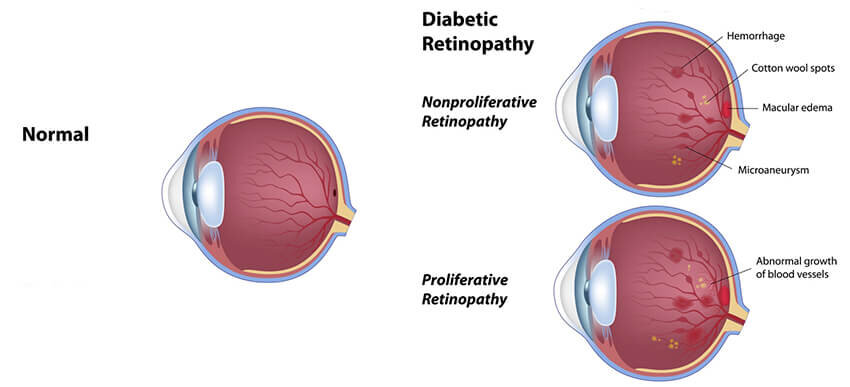 Normal
Diabetic
Retinopathy
Nonproliferative
Retinopathy
Hemorrhage
Cotton wool spots
Macular edema
Microaneurysm
Proliferative
Retinopathy
Abnormal growth
of blood vessels